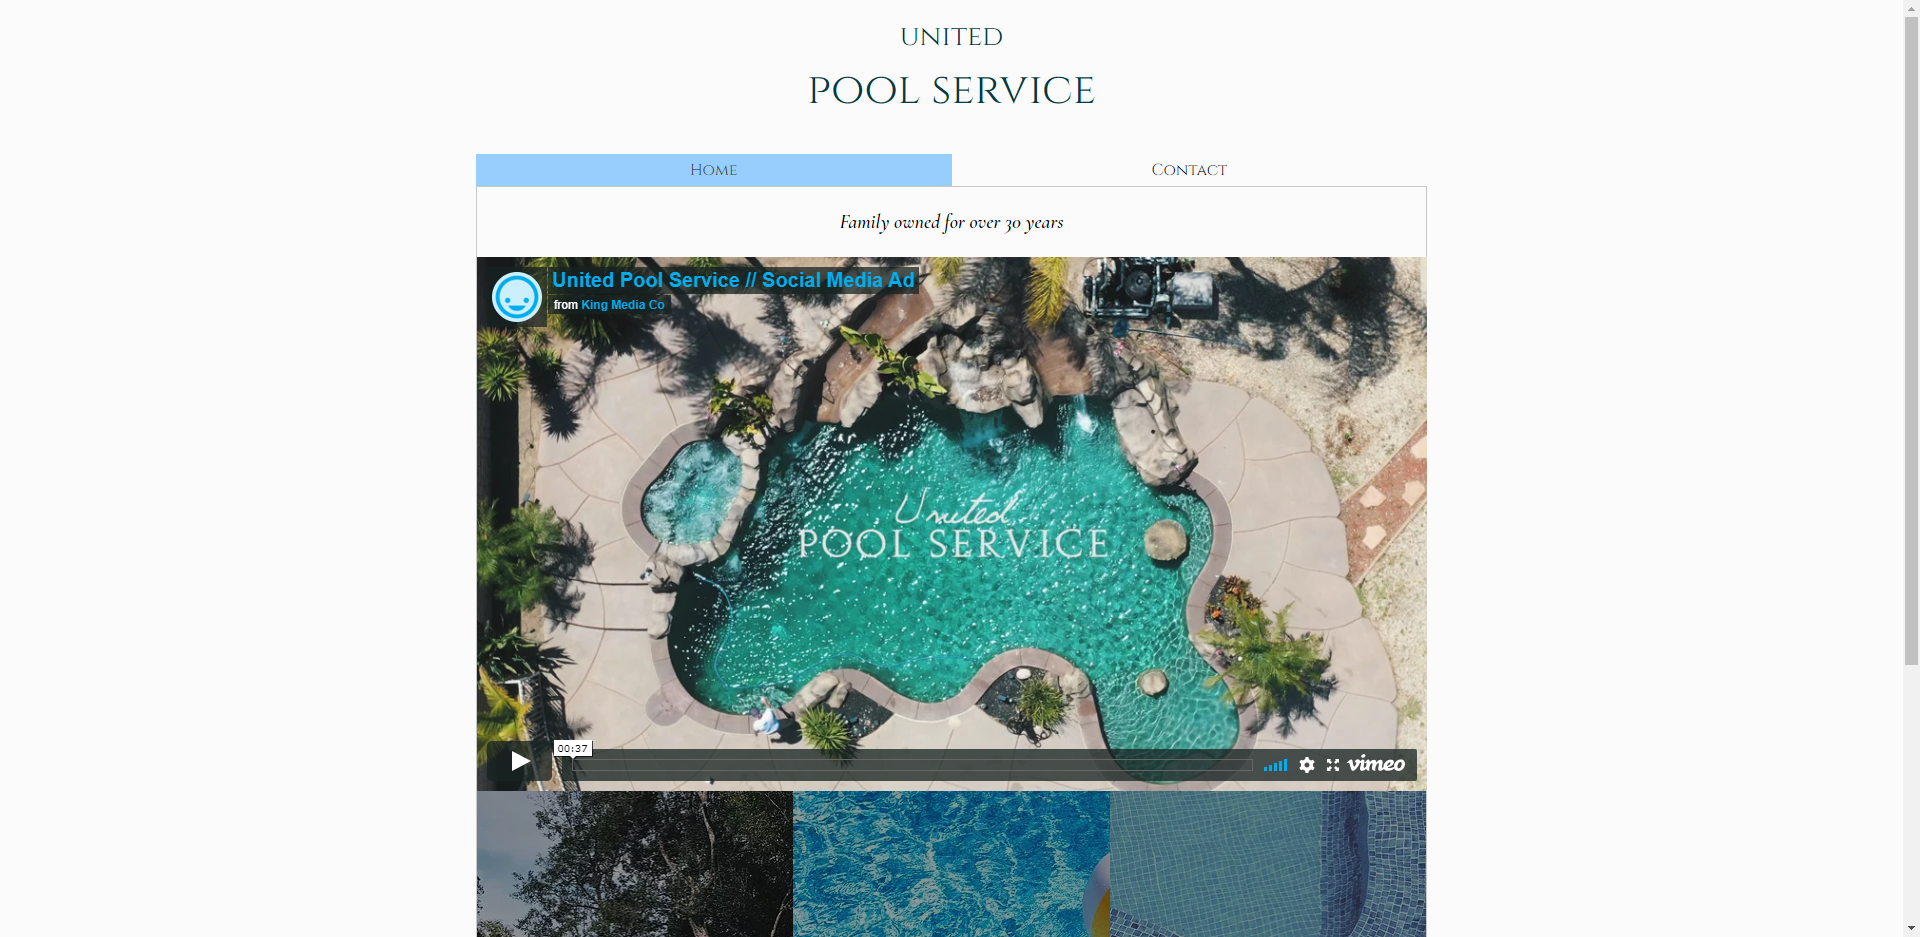 UNITED
POOL SERVICE
Home
Contact
Family owned for over 30 years
United Pool Service // Social Media Ad
from King Media Co
United
POOL SERVICE
00:37
vimeo